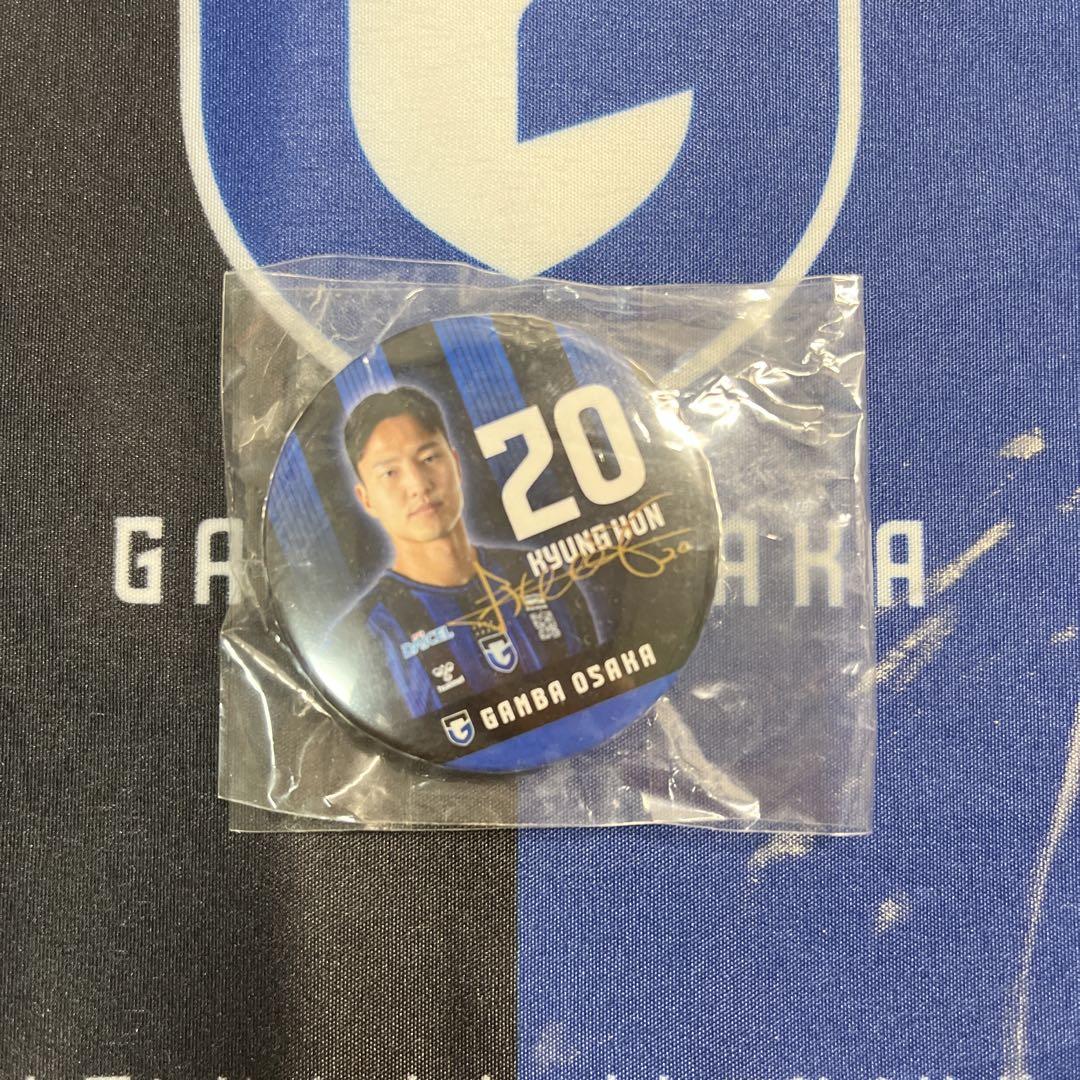 20
KYUNG WON
GAMBA OSAKA
DAICEL
hummel
GA
AKA